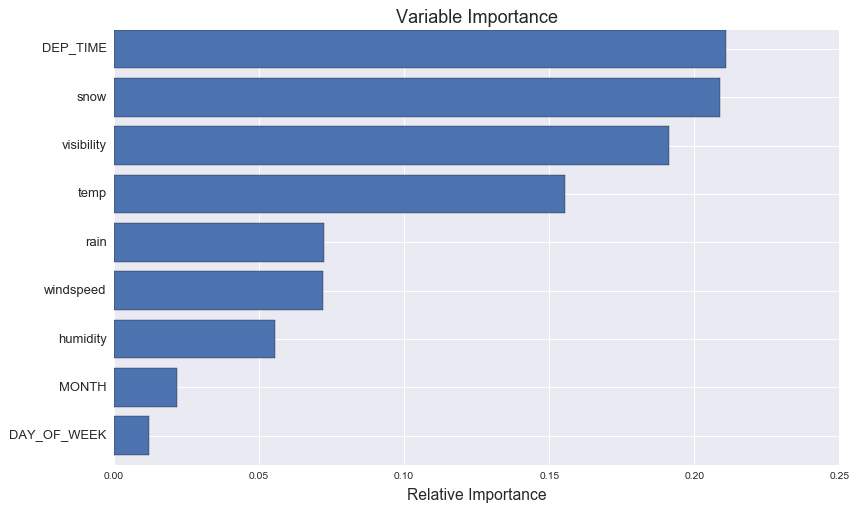 Variable Importance
DEP_TIME
snow
visibility
temp
rain
windspeed
humidity
MONTH
DAY_OF_WEEK
0.00 0.05 0.10 0.15 0.20 0.25
Relative Importance